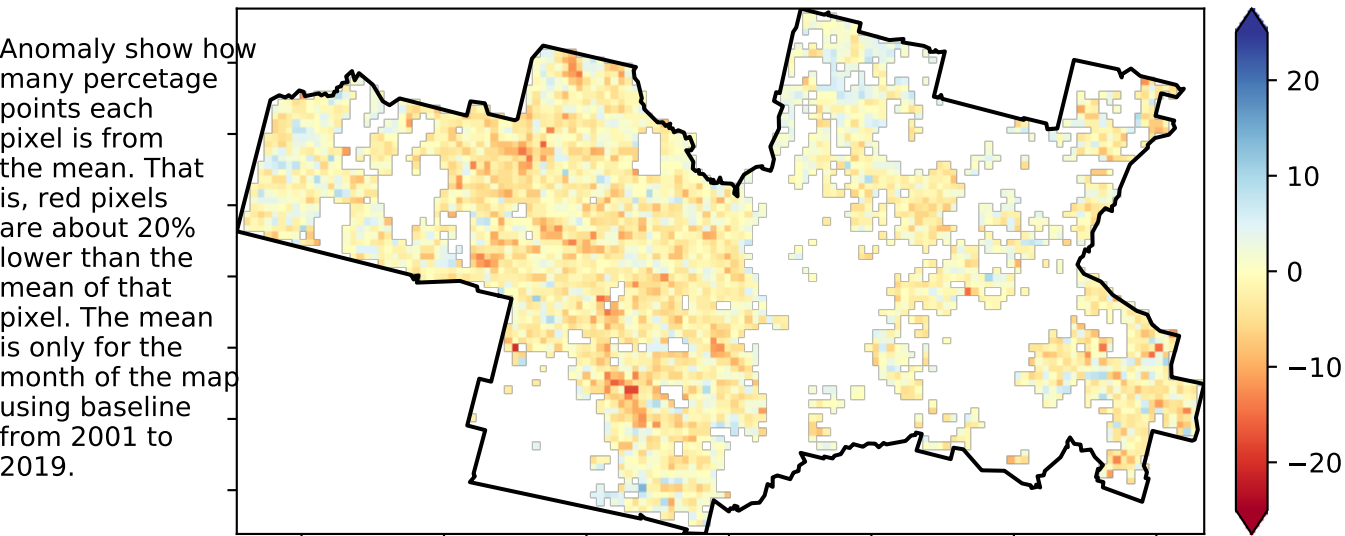 Anomaly show how
many percetage
points each
pixel is from
the mean. That
is, red pixels
are about 20%
lower than the
mean of that
pixel. The mean
is only for the
month of the map
using baseline
from 2001 to
2019.
20
10
0
−10
−20